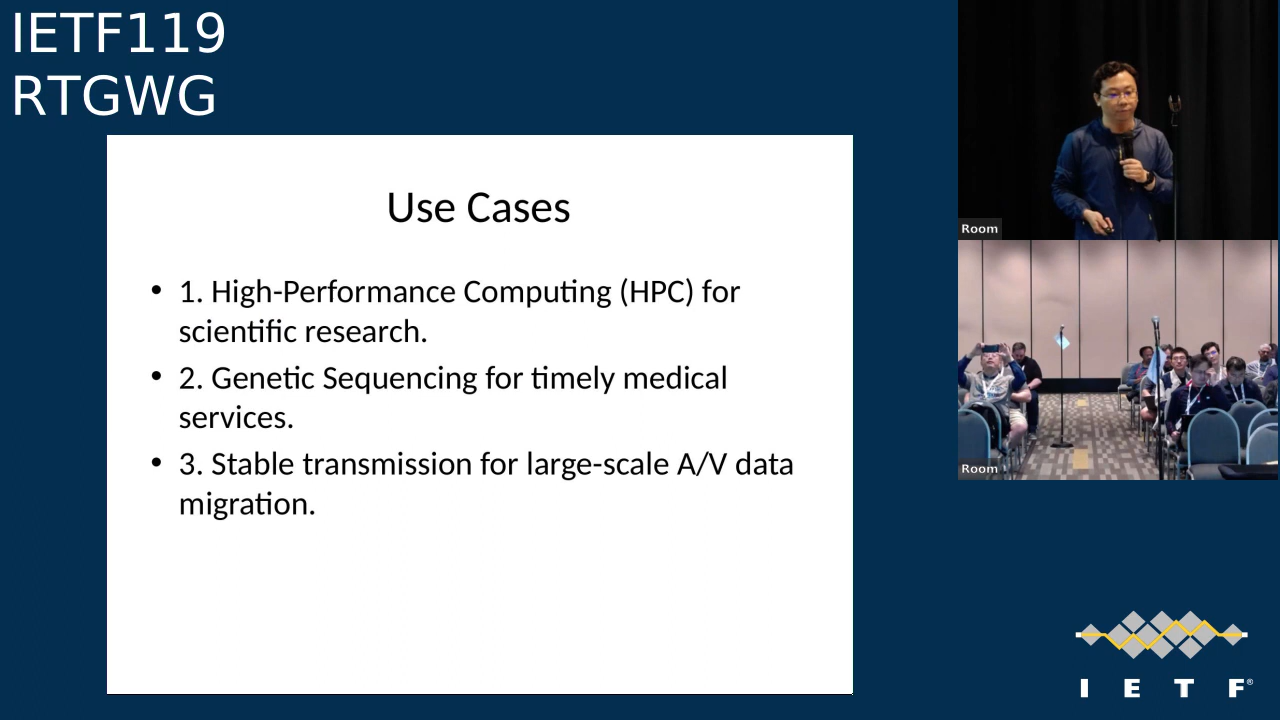 IETF119
RTGWG
Use Cases
• 1. High-Performance Computing (HPC) for
scientific research.
• 2. Genetic Sequencing for timely medical
services.
• 3. Stable transmission for large-scale A/V data
migration.
Room
Room
I E T F®